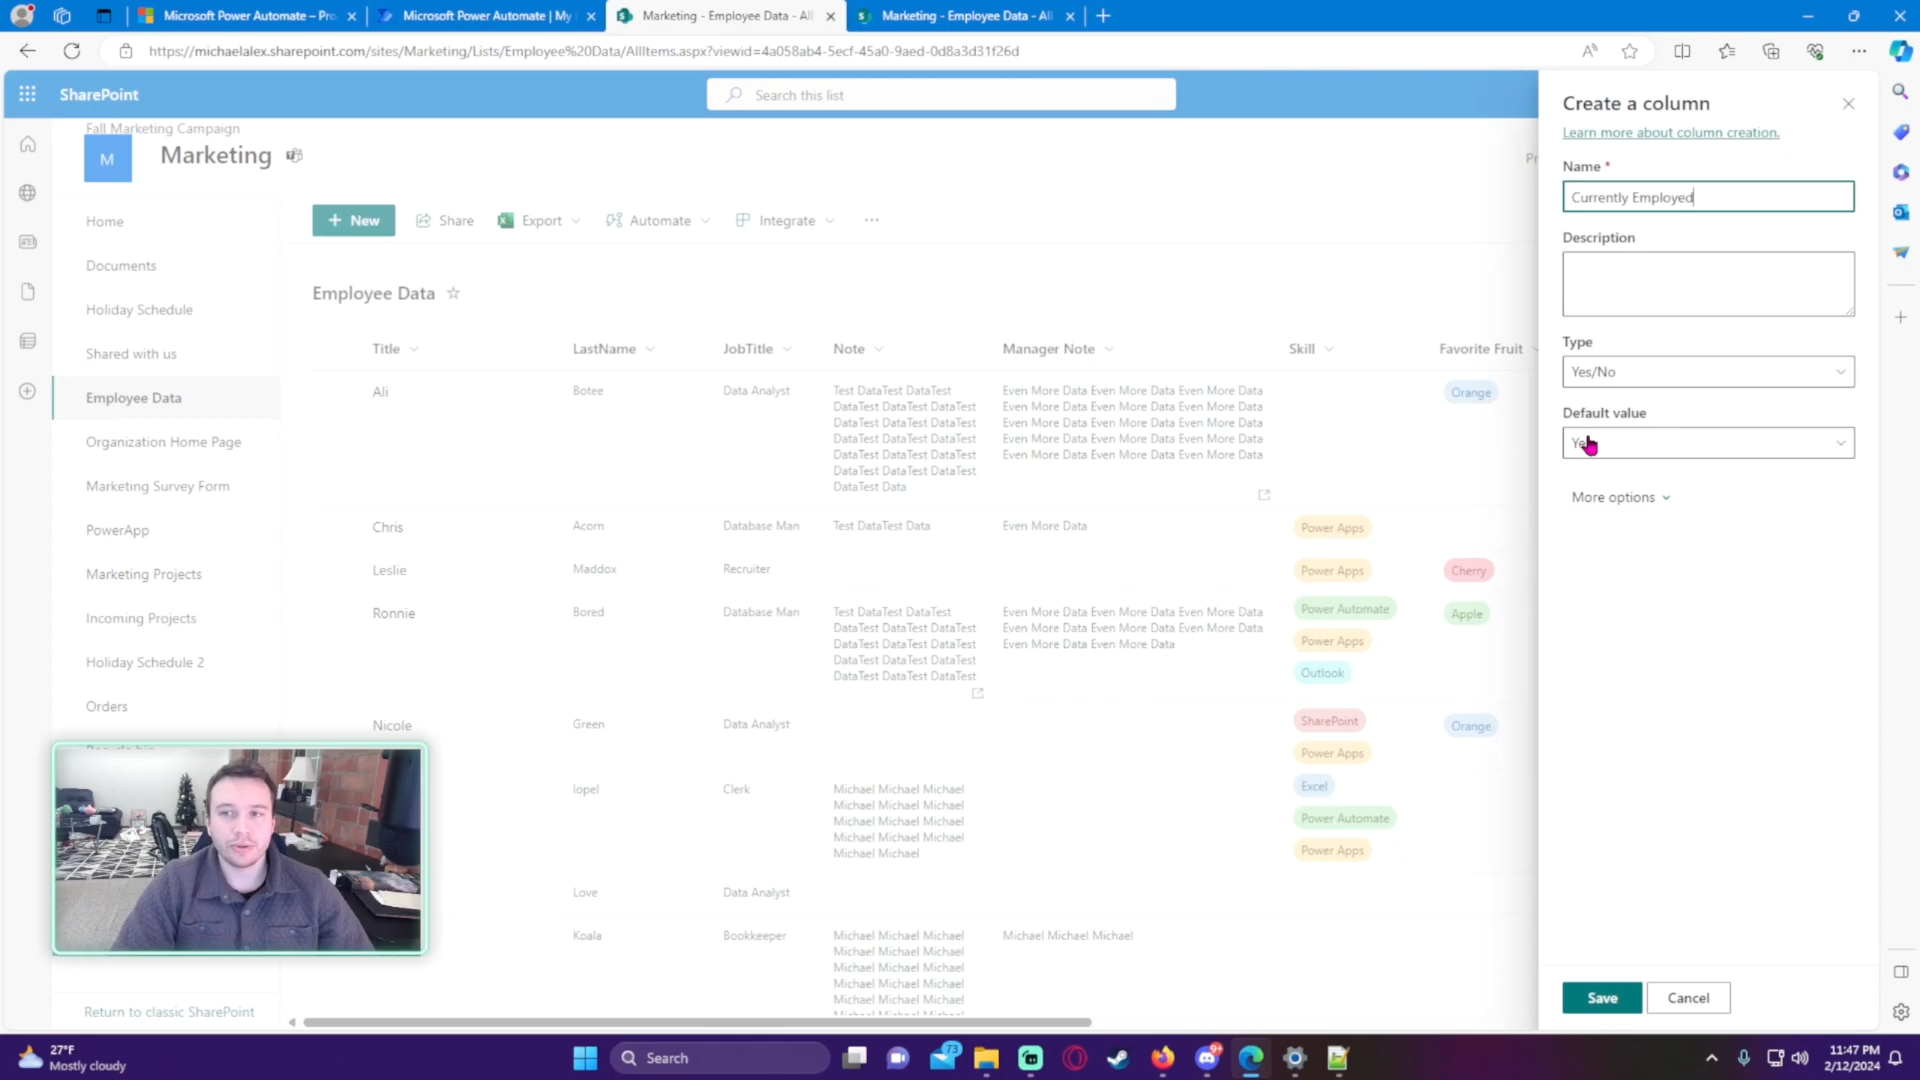 Microsoft Power Automate – Pro
Microsoft Power Automate | My
Marketing - Employee Data - All
Marketing - Employee Data - All
https://michaelalex.sharepoint.com/sites/Marketing/Lists/Employee%20Data/AllItems.aspx?viewid=4a058ab4-5ecf-45a0-9aed-0d8a3d31f26d
SharePoint
Search this list
Fall Marketing Campaign
M
Marketing
Pr
Home
Documents
Holiday Schedule
Shared with us
Employee Data
Organization Home Page
Marketing Survey Form
PowerApp
Marketing Projects
Incoming Projects
Holiday Schedule 2
Orders
Recycle bin
Return to classic SharePoint
New
Share
Export
Automate
Integrate
Employee Data
Title LastName JobTitle Note Manager Note Skill Favorite Fruit
Ali Botee Data Analyst
Test DataTest DataTest
DataTest DataTest DataTest
DataTest DataTest DataTest
DataTest DataTest DataTest
DataTest DataTest DataTest
DataTest DataTest DataTest
DataTest Data
Even More Data Even More Data Even More Data
Even More Data Even More Data Even More Data
Even More Data Even More Data Even More Data
Even More Data Even More Data Even More Data
Even More Data Even More Data Even More Data
Orange
Chris Acorn Database Man Test DataTest Data Even More Data Power Apps
Leslie Maddox Recruiter Power Apps Cherry
Ronnie Bored Database Man
Test DataTest DataTest
DataTest DataTest DataTest
DataTest DataTest DataTest
DataTest DataTest DataTest
DataTest DataTest DataTest
Even More Data Even More Data Even More Data
Even More Data Even More Data Even More Data
Even More Data Even More Data
Power Automate
Power Apps
Outlook
Apple
Nicole Green Data Analyst
SharePoint
Power Apps
Orange
lopel Clerk
Michael Michael Michael
Michael Michael Michael
Michael Michael Michael
Michael Michael Michael
Michael Michael
Excel
Power Automate
Power Apps
Love Data Analyst
Koala Bookkeeper
Michael Michael Michael
Michael Michael Michael
Michael Michael Michael
Michael Michael Michael
Michael Michael Michael
Michael Michael Michael
Create a column
Learn more about column creation.
Name *
Currently Employed
Description
Type
Yes/No
Default value
More options
Save
Cancel
27°F
Mostly cloudy
Search
73
9+
11:47 PM
2/12/2024